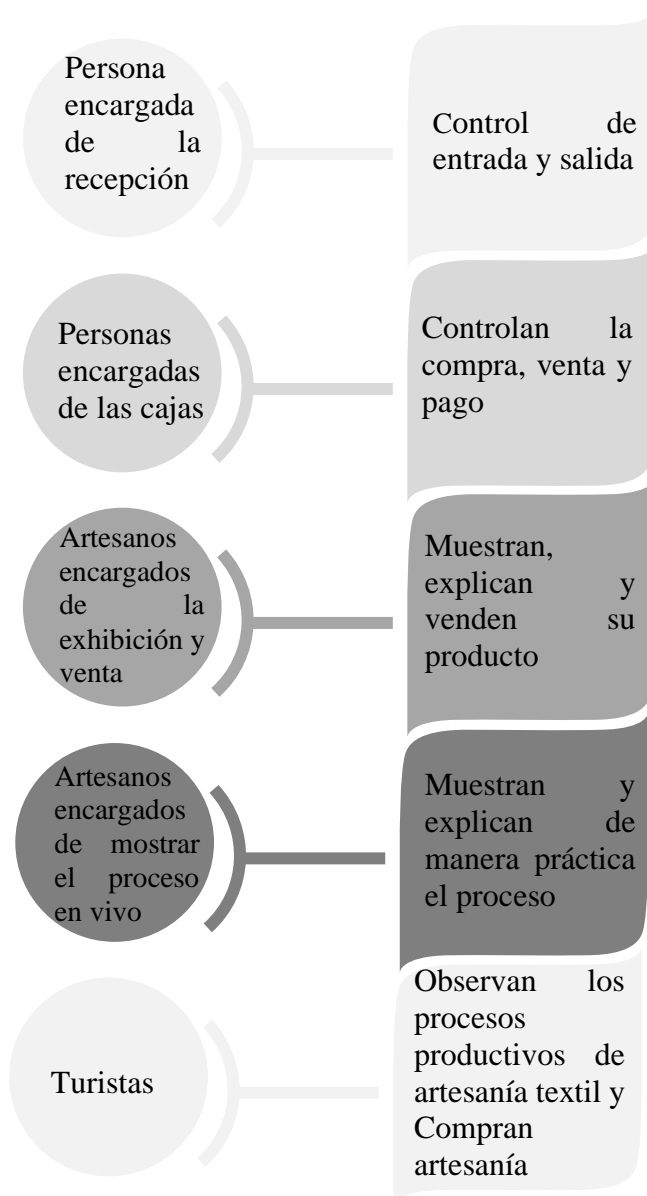 Persona
encargada
de la
recepción
Control de
entrada y salida
Personas
encargadas
de las cajas
Controlan la
compra, venta y
pago
Artesanos
encargados
de la
exhibición y
venta
Muestran,
explican y
venden su
producto
Artesanos
encargados
de mostrar
el proceso
en vivo
Muestran y
explican de
manera práctica
el proceso
Turistas
Observan los
procesos
productivos de
artesanía textil y
Compran
artesanía